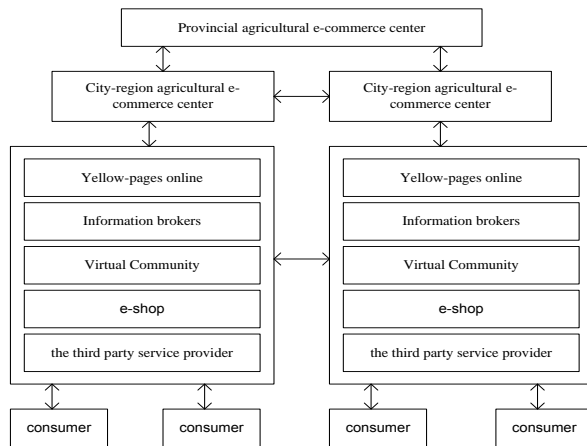 Provincial agricultural e-commerce center
City-region agricultural e-
commerce center
City-region agricultural e-
commerce center
Yellow-pages online
Information brokers
Virtual Community
e-shop
the third party service provider
Yellow-pages online
Information brokers
Virtual Community
e-shop
the third party service provider
consumer
consumer
consumer
consumer